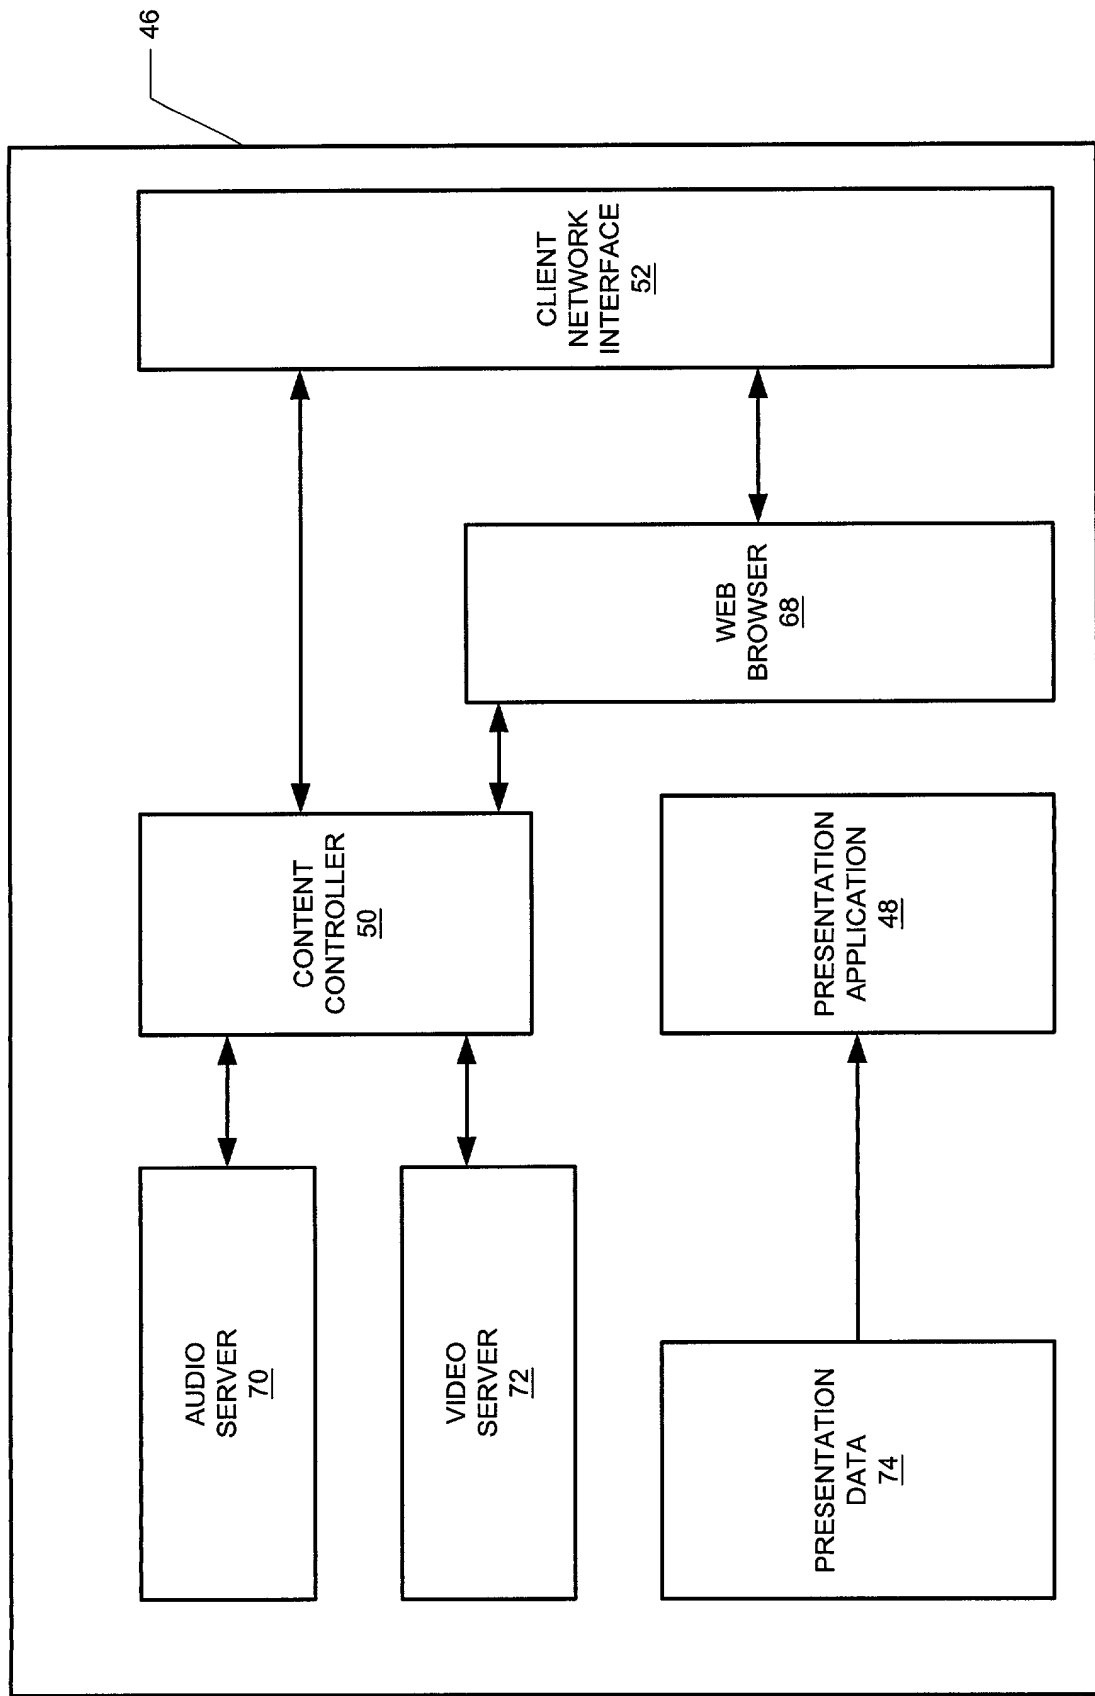 46
AUDIO
SERVER
70
VIDEO
SERVER
72
PRESENTATION
DATA
74
CONTENT
CONTROLLER
50
PRESENTATION
APPLICATION
48
WEB
BROWSER
68
CLIENT
NETWORK
INTERFACE
52